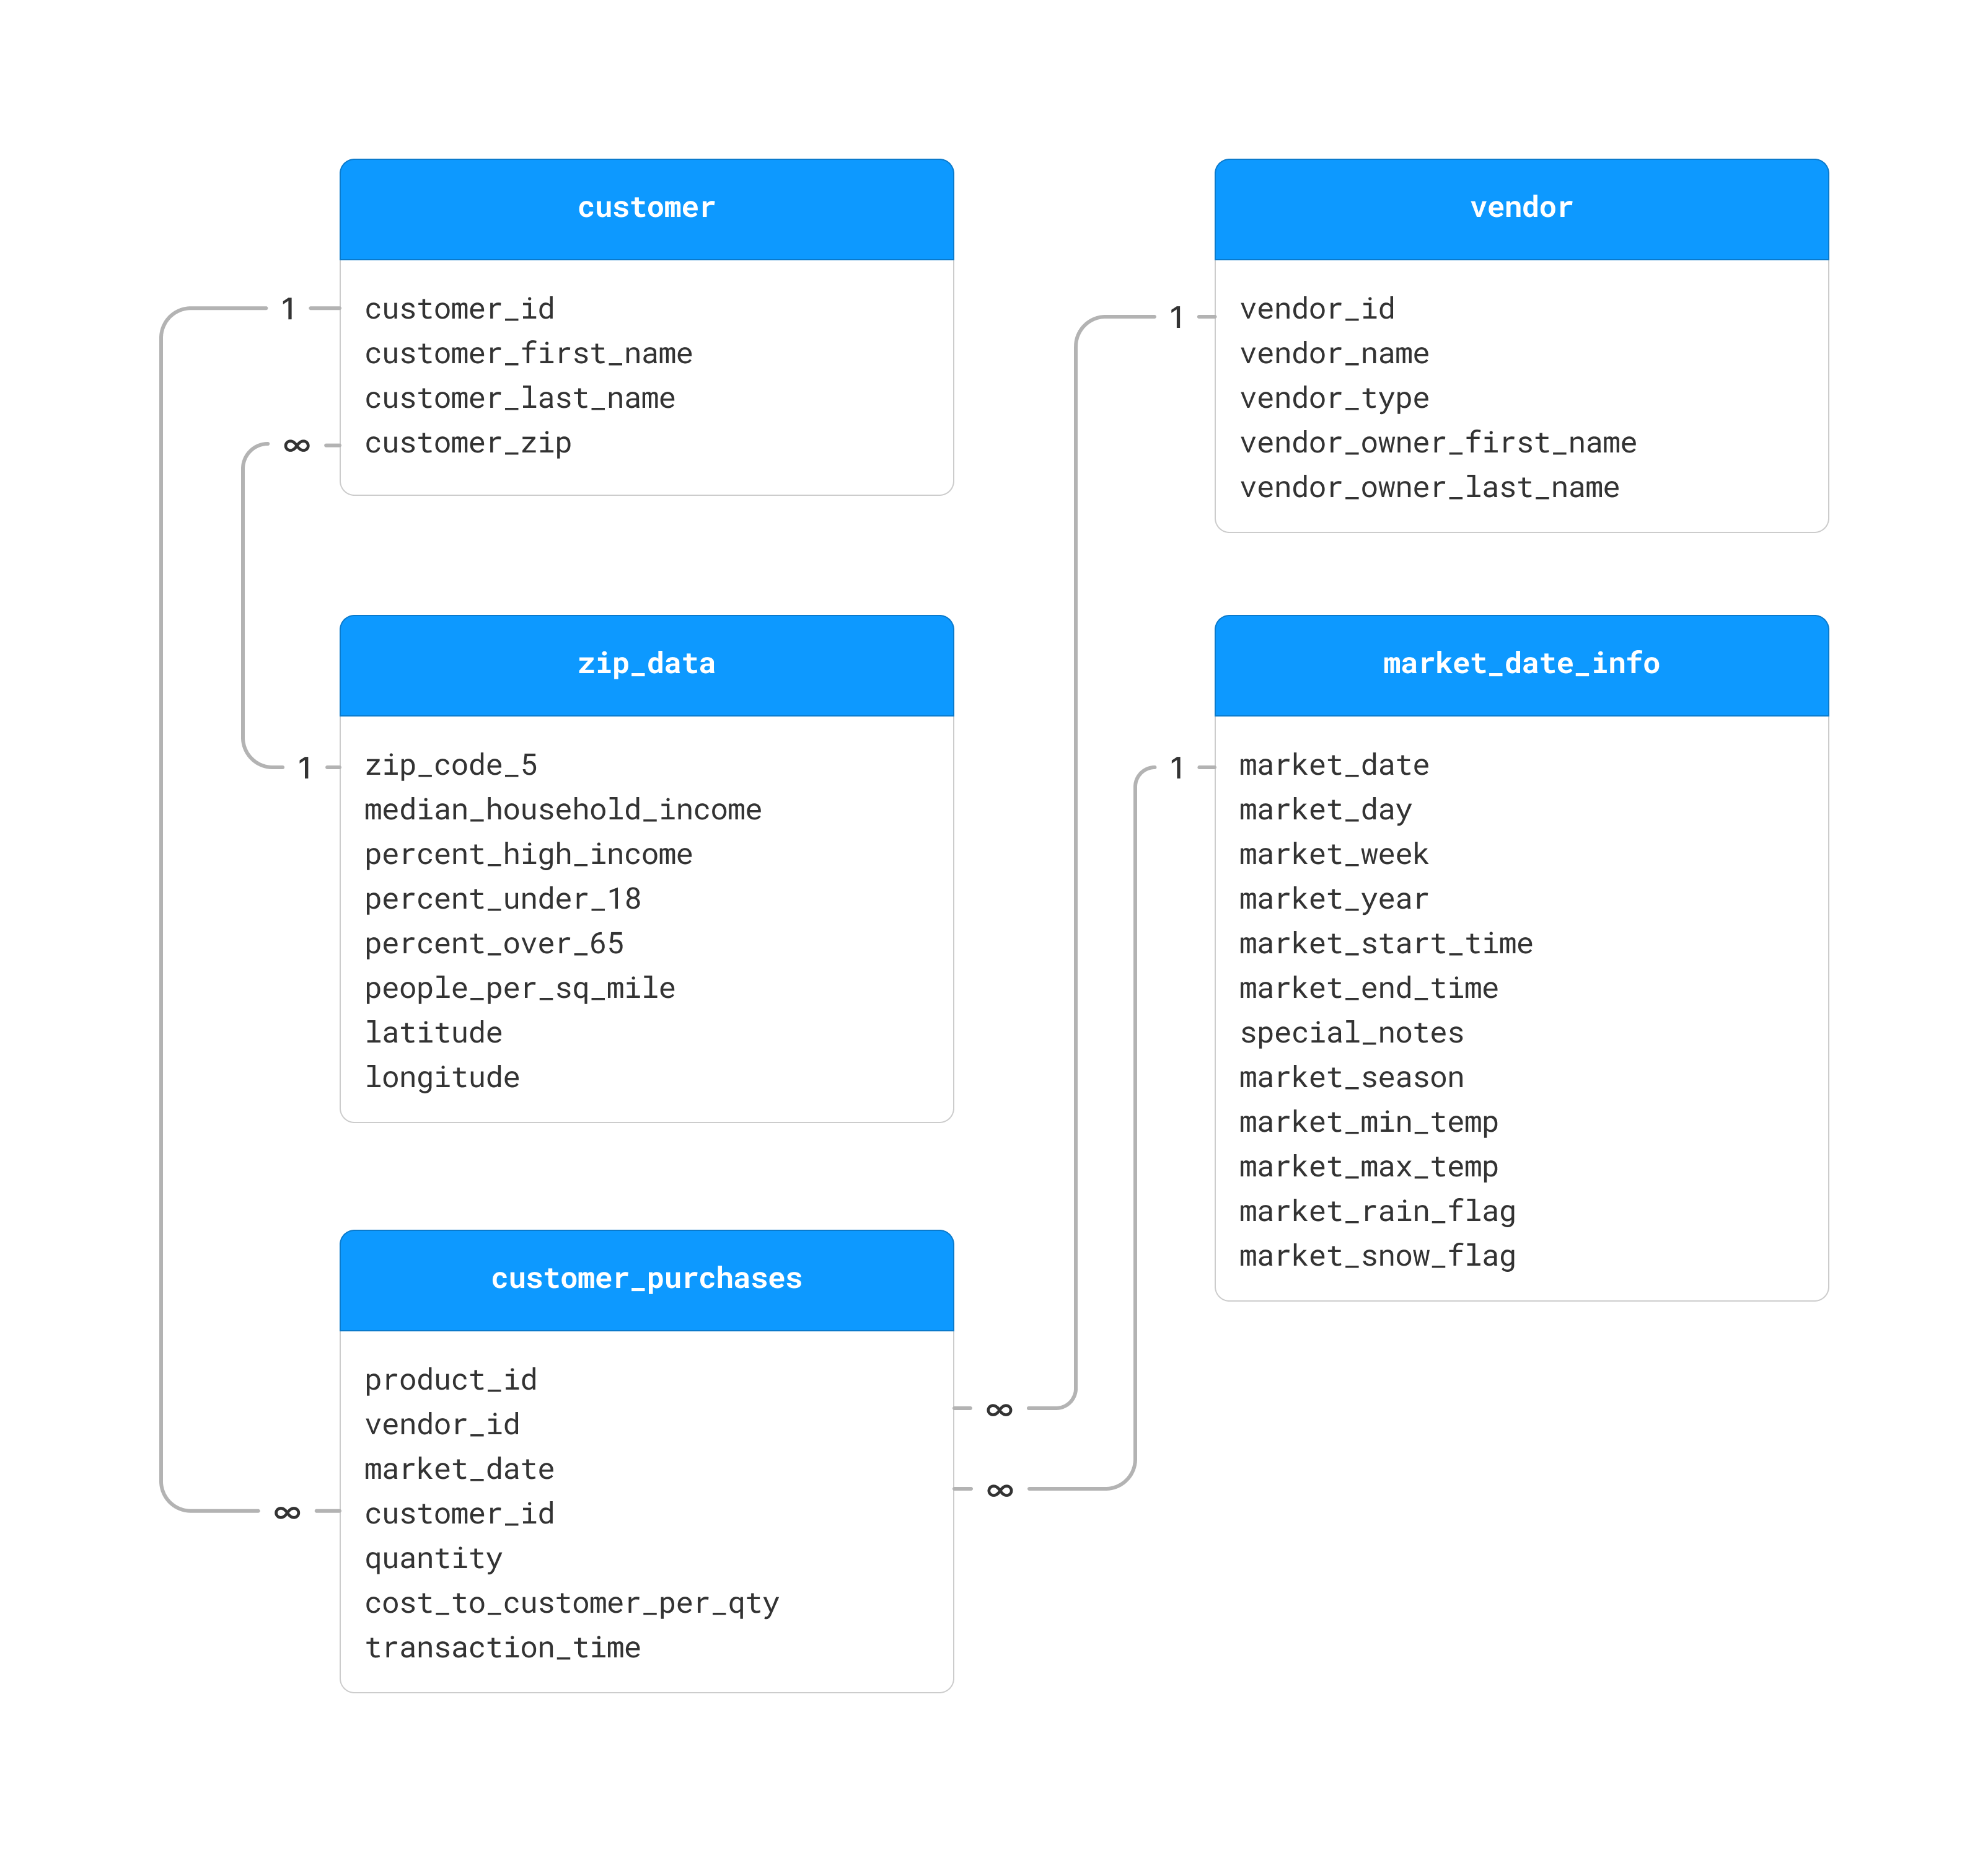 customer
1
customer_id
customer_first_name
customer_last_name
∞
customer_zip
vendor
1
vendor_id
vendor_name
vendor_type
vendor_owner_first_name
vendor_owner_last_name
zip_data
1
zip_code_5
median_household_income
percent_high_income
percent_under_18
percent_over_65
people_per_sq_mile
latitude
longitude
market_date_info
1
market_date
market_day
market_week
market_year
market_start_time
market_end_time
special_notes
market_season
market_min_temp
market_max_temp
market_rain_flag
market_snow_flag
customer_purchases
product_id
vendor_id
∞
market_date
∞
∞
customer_id
quantity
cost_to_customer_per_qty
transaction_time